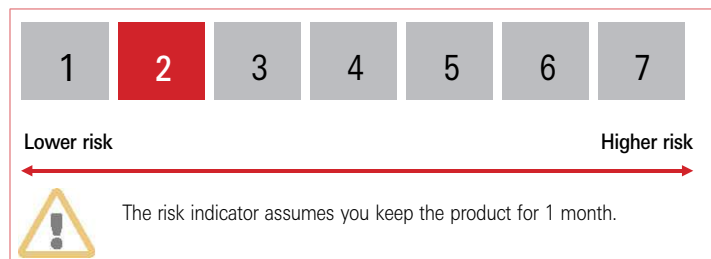 1 2 3 4 5 6 7
Lower risk Higher risk
The risk indicator assumes you keep the product for 1 month.